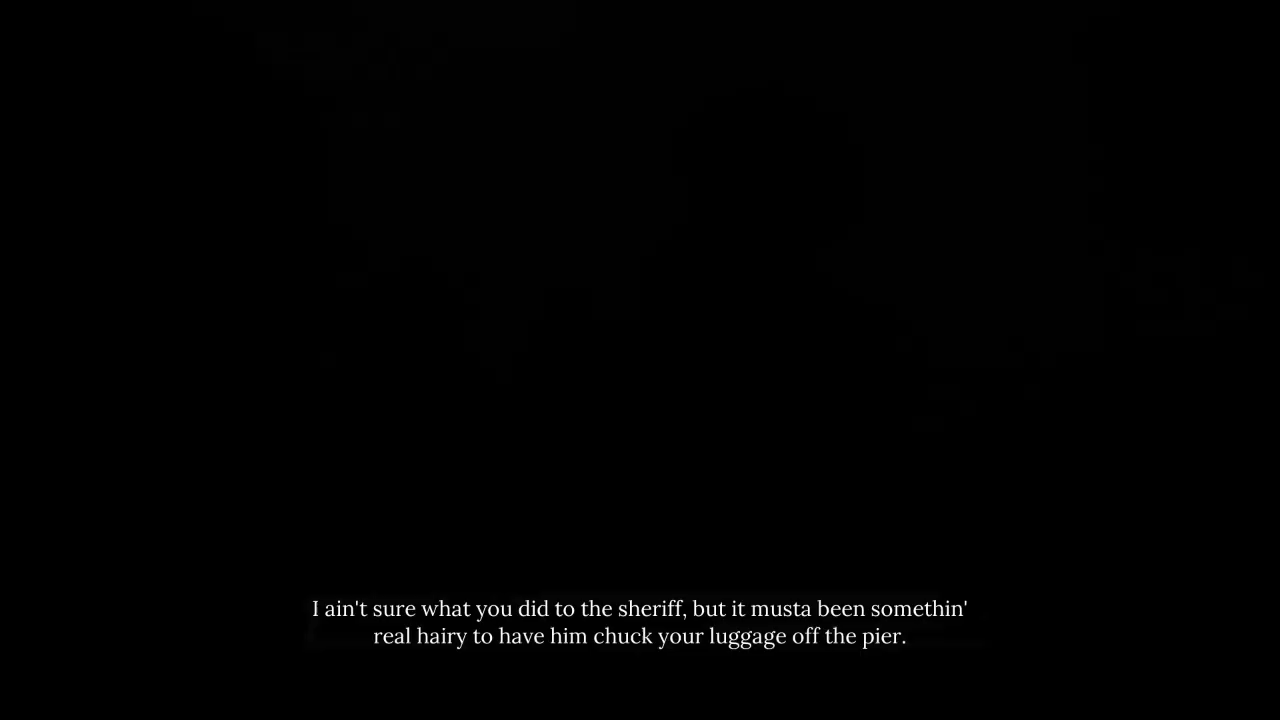 I ain't sure what you did to the sheriff, but it musta been somethin'
real hairy to have him chuck your luggage off the pier.